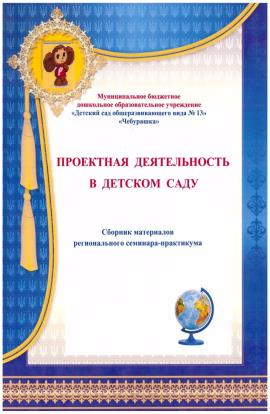 Муниципальное бюджетное
дошкольное образовательное учреждение
«Детский сад общеразвивающего вида № 13»
«Чебурашка»
ПРОЕКТНАЯ ДЕЯТЕЛЬНОСТЬ
В ДЕТСКОМ САДУ
Сборник материалов
регионального семинара-практикума